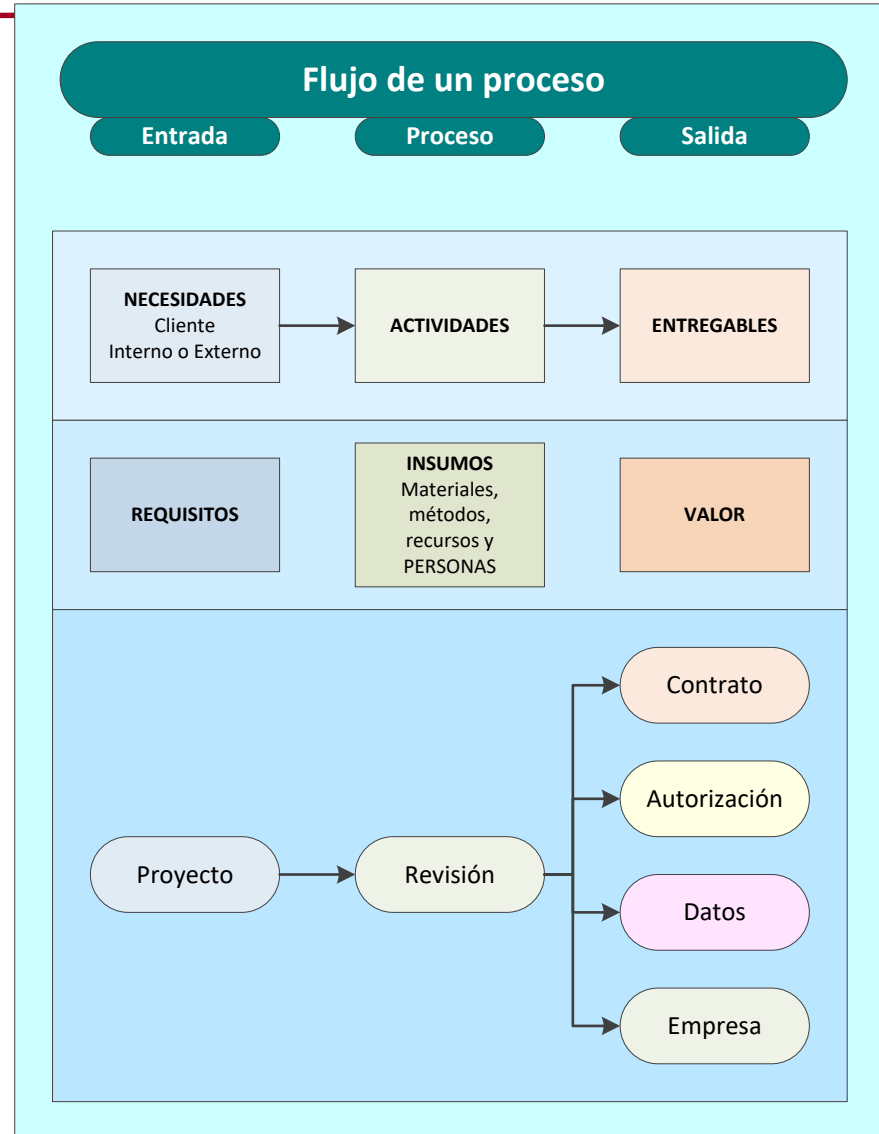 Flujo de un proceso
Entrada
Proceso
Salida
NECESIDADES
Cliente
Interno o Externo
ACTIVIDADES
ENTREGABLES
REQUISITOS
INSUMOS
Materiales,
métodos,
recursos y
PERSONAS
VALOR
Proyecto
Revisión
Contrato
Autorización
Datos
Empresa